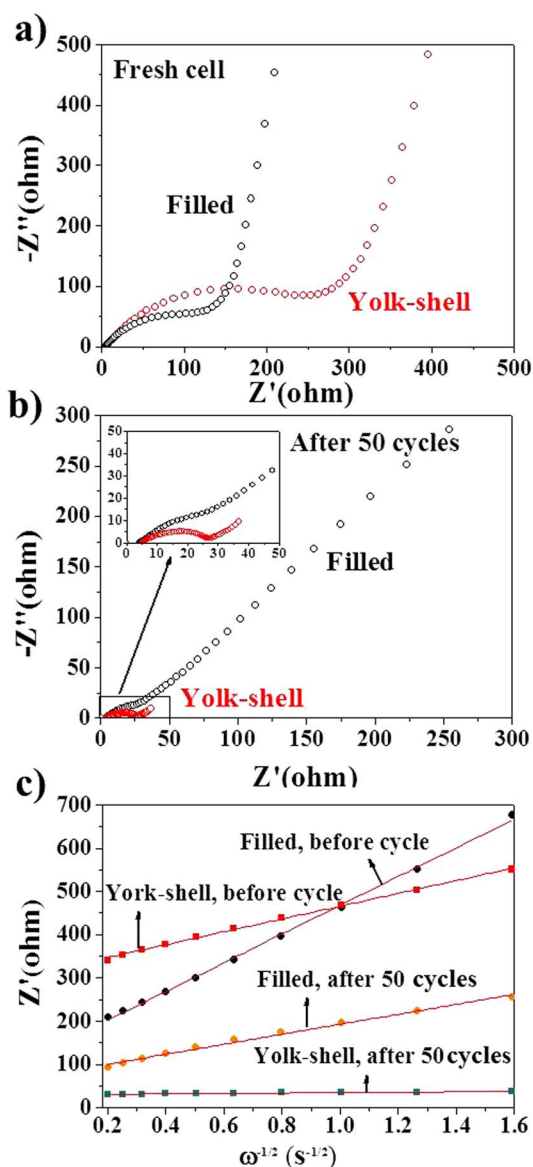 a)
500
400
300
200
100
0
-Z''(ohm)
Fresh cell
Filled
Yolk-shell
0 100 200 300 400 500
Z'(ohm)
b)
300
250
200
150
100
50
0
-Z''(ohm)
50
40
30
20
10
0
0 10 20 30 40 50
After 50 cycles
Filled
Yolk-shell
0 50 100 150 200 250 300
Z'(ohm)
c)
700
600
500
400
300
200
100
0
Z'(ohm)
Filled, before cycle
York-shell, before cycle
Filled, after 50 cycles
Yolk-shell, after 50cycles
0.2 0.4 0.6 0.8 1.0 1.2 1.4 1.6
ω-1/2 (s-1/2)